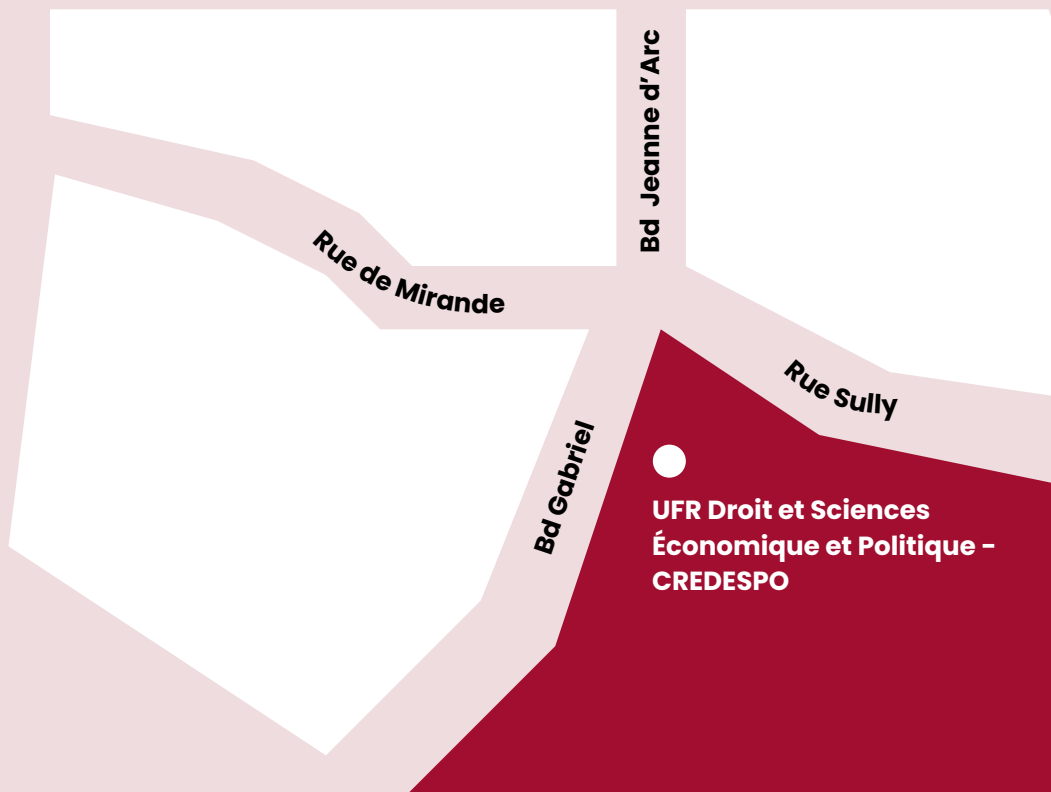 Bd Jeanne d’Arc
Rue de Mirande
Rue Sully
Bd Gabriel
UFR Droit et Sciences
Économique et Politique -
CREDESPO